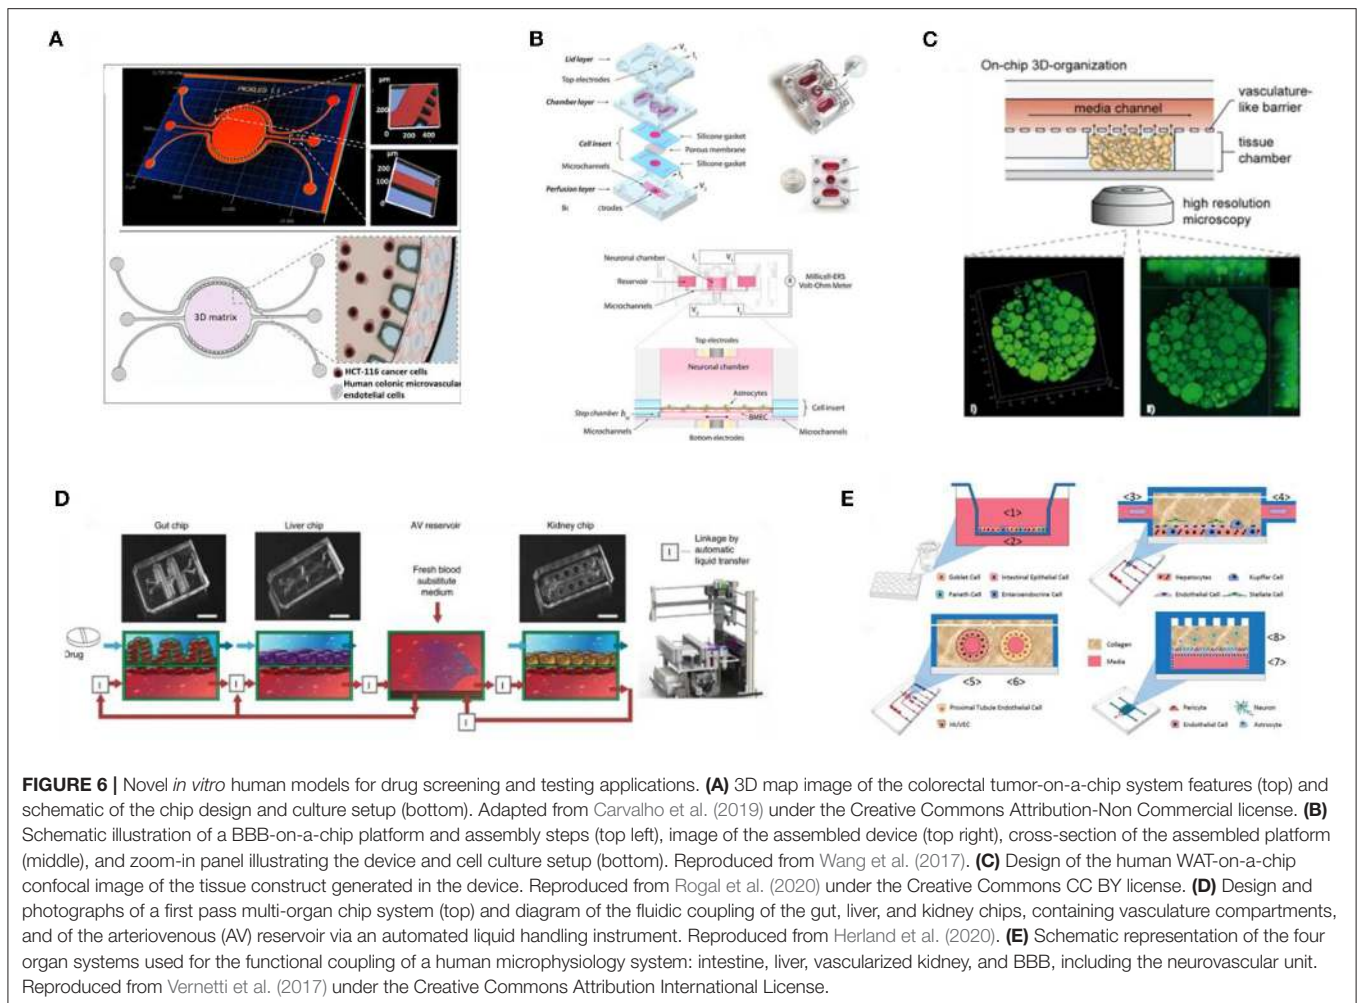 A
µm
200
0
200 400 600
µm
200
100
0
3D matrix
HCT-116 cancer cells
Human colonic microvascular
endotelial cells
B
Lid layer
Top electrodes
Chamber layer
Cell insert
Silicone gasket
Porous membrane
Microchannels
Silicone gasket
Perfusion layer
ctrodes
Neuronal chamber
Reservoir
Microchannels
Millicell-ERS
Volt-Ohm Meter
Top electrodes
Neuronal chamber
Astrocytes
Cell insert
Step chamber
BMEC
Microchannels
Microchannels
Bottom electrodes
C
On-chip 3D-organization
vasculature-
like barrier
media channel
tissue
chamber
high resolution
microscopy
D
Gut chip
Liver chip
AV reservoir
Kidney chip
Fresh blood
substitute
medium
I
Linkage by
automatic
liquid transfer
Drug
I
I
I
I
I
E
<1>
<2>
<3>
<4>
Goblet Cell
Intestinal Epithelial Cell
Paneth Cell
Enteroendocrine Cell
Hepatocytes
Kupffer Cell
Endothelial Cell
Stellate Cell
Collagen
Media
<5>
<6>
<8>
<7>
Proximal Tubule Endothelial Cell
HUVEC
Pericyte
Neuron
Endothelial Cell
Astrocyte
FIGURE 6 | Novel in vitro human models for drug screening and testing applications. (A) 3D map image of the colorectal tumor-on-a-chip system features (top) and
schematic of the chip design and culture setup (bottom). Adapted from Carvalho et al. (2019) under the Creative Commons Attribution-Non Commercial license. (B)
Schematic illustration of a BBB-on-a-chip platform and assembly steps (top left), image of the assembled device (top right), cross-section of the assembled platform
(middle), and zoom-in panel illustrating the device and cell culture setup (bottom). Reproduced from Wang et al. (2017). (C) Design of the human WAT-on-a-chip
confocal image of the tissue construct generated in the device. Reproduced from Rogal et al. (2020) under the Creative Commons CC BY license. (D) Design and
photographs of a first pass multi-organ chip system (top) and diagram of the fluidic coupling of the gut, liver, and kidney chips, containing vasculature compartments,
and of the arteriovenous (AV) reservoir via an automated liquid handling instrument. Reproduced from Herland et al. (2020). (E) Schematic representation of the four
organ systems used for the functional coupling of a human microphysiology system: intestine, liver, vascularized kidney, and BBB, including the neurovascular unit.
Reproduced from Vernetti et al. (2017) under the Creative Commons Attribution International License.